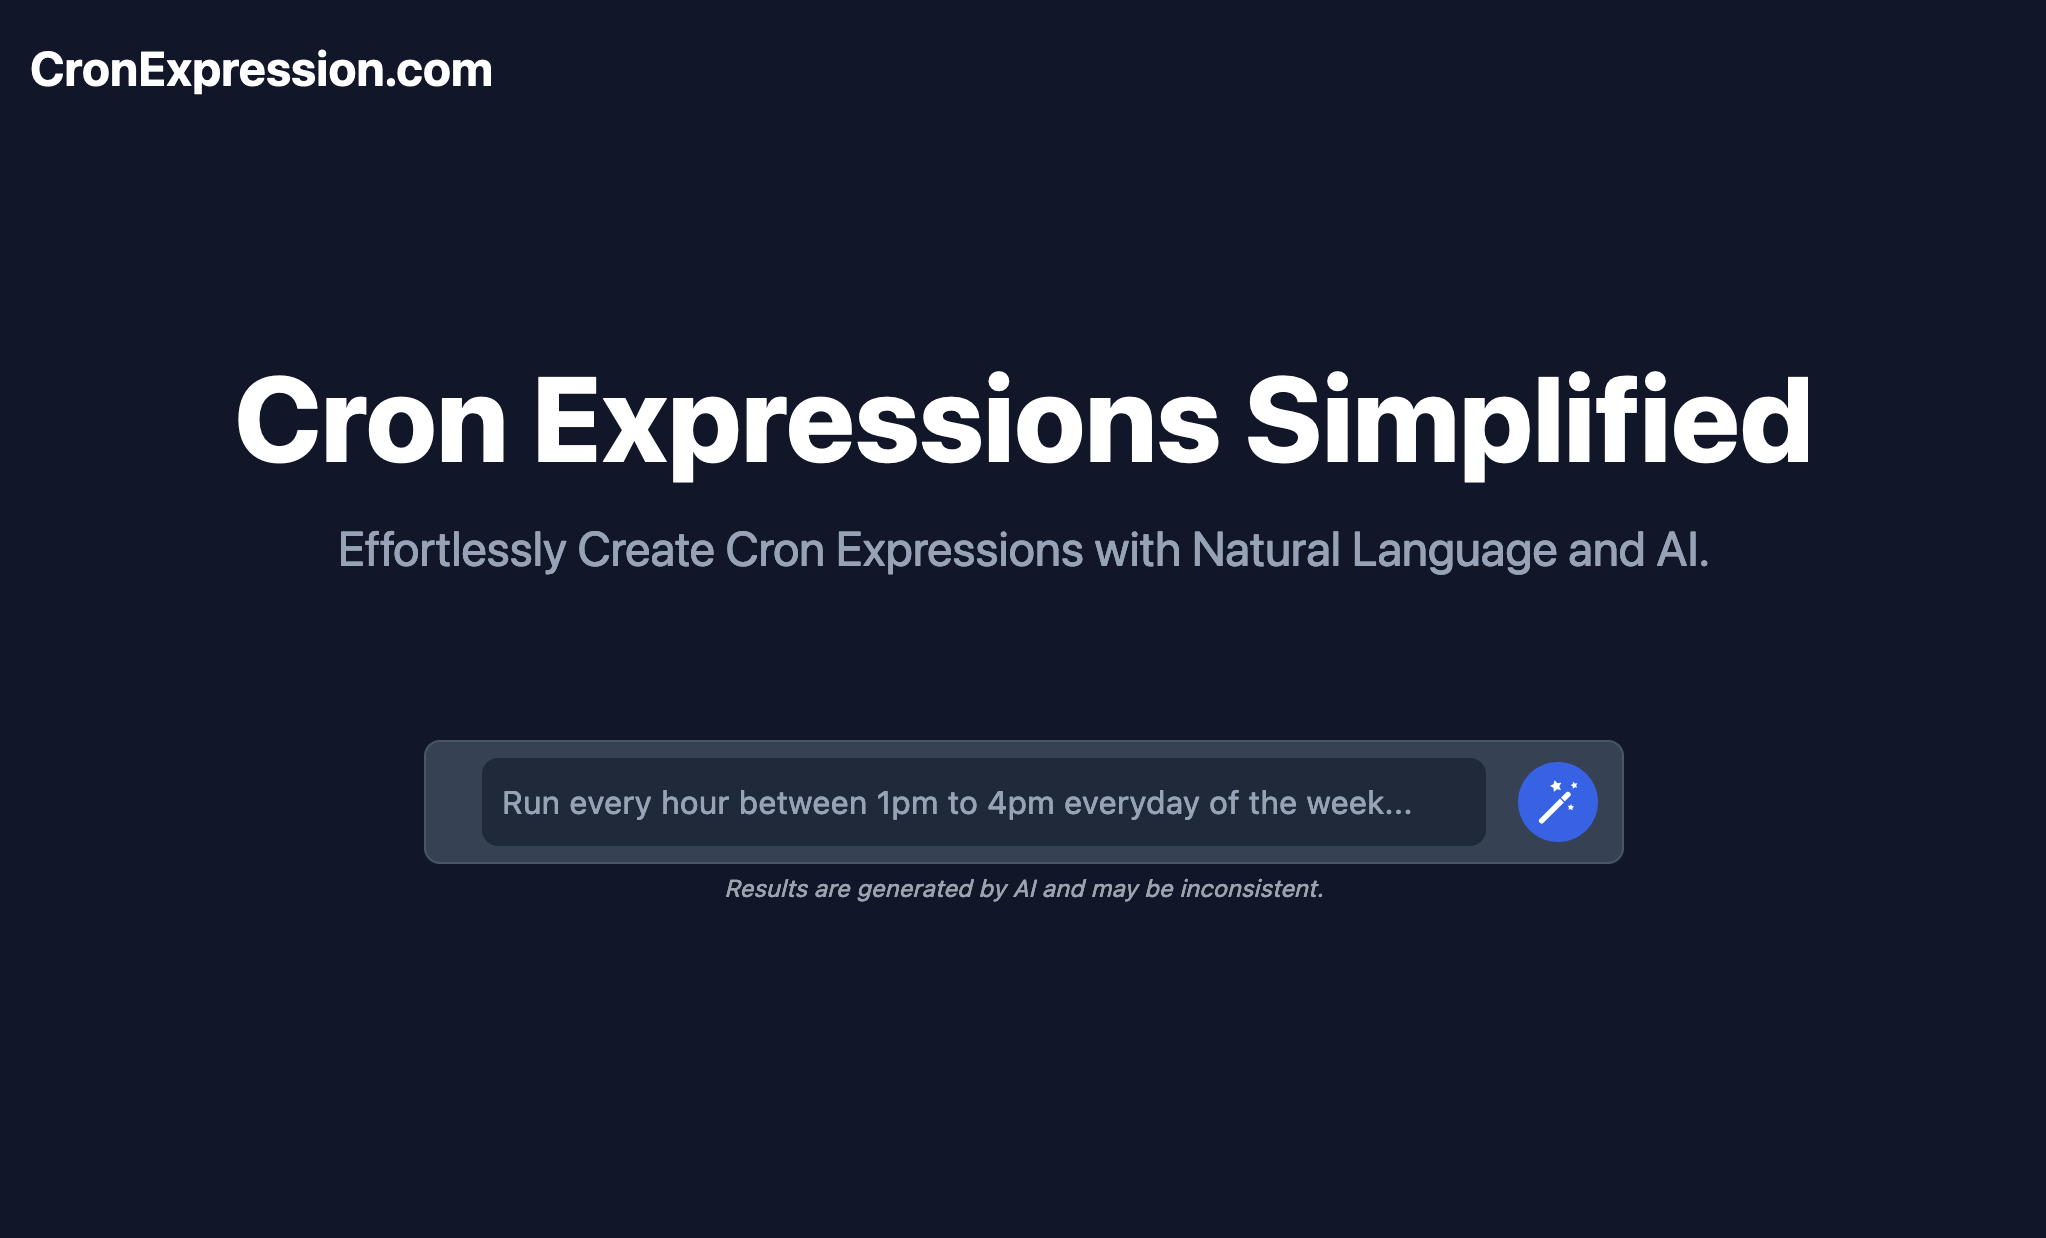 CronExpression.com
Cron Expressions Simplified
Effortlessly Create Cron Expressions with Natural Language and AI.
Run every hour between 1pm to 4pm everyday of the week...
Results are generated by AI and may be inconsistent.